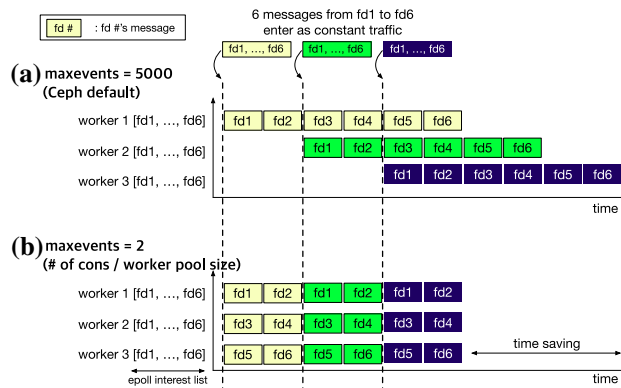 fd # : fd #'s message
6 messages from fd1 to fd6
enter as constant traffic
fd1, ..., fd6 fd1, ..., fd6 fd1, ..., fd6
(a) maxevents = 5000
(Ceph default)
worker 1 [fd1, ..., fd6] fd1 fd2 fd3 fd4 fd5 fd6
worker 2 [fd1, ..., fd6] fd1 fd2 fd3 fd4 fd5 fd6
worker 3 [fd1, ..., fd6] fd1 fd2 fd3 fd4 fd5 fd6
time
(b) maxevents = 2
(# of cons / worker pool size)
worker 1 [fd1, ..., fd6] fd1 fd2 fd1 fd2 fd1 fd2
worker 2 [fd1, ..., fd6] fd3 fd4 fd3 fd4 fd3 fd4
time saving
worker 3 [fd1, ..., fd6] fd5 fd6 fd5 fd6 fd5 fd6
epoll interest list
time